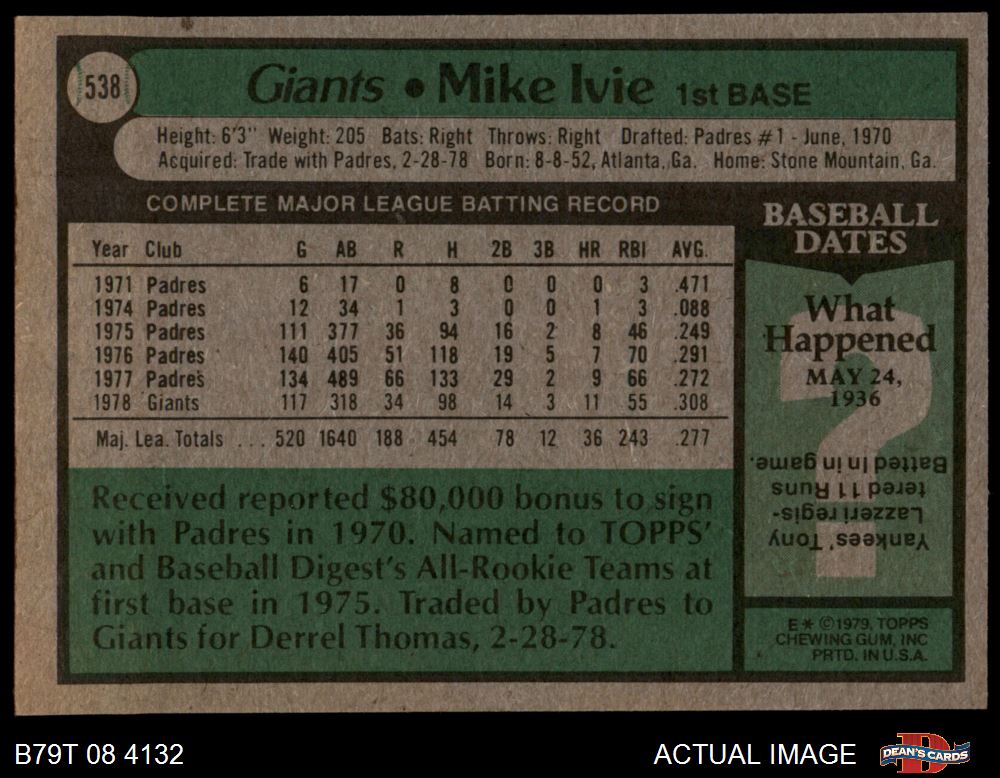 538
Giants • Mike Ivie 1st BASE
Height: 6'3" Weight: 205 Bats: Right Throws: Right Drafted: Padres #1 - June, 1970
Acquired: Trade with Padres, 2-28-78 Born: 8-8-52, Atlanta, Ga. Home: Stone Mountain, Ga.
COMPLETE MAJOR LEAGUE BATTING RECORD
Year Club G AB R H 2B 3B HR RBI AVG.
1971 Padres 6 17 0 8 0 0 0 3 .471
1974 Padres 12 34 1 3 0 0 1 3 .088
1975 Padres 111 377 36 94 16 2 8 46 .249
1976 Padres 140 405 51 118 19 5 7 70 .291
1977 Padres 134 489 66 133 29 2 9 66 .272
1978 Giants 117 318 34 98 14 3 11 55 .308
Maj. Lea. Totals ... 520 1640 188 454 78 12 36 243 .277
Received reported $80,000 bonus to sign
with Padres in 1970. Named to TOPPS'
and Baseball Digest's All-Rookie Teams at
first base in 1975. Traded by Padres to
Giants for Derrel Thomas, 2-28-78.
BASEBALL
DATES
What
Happened
MAY 24,
1936
?
Yankees' Tony
Lazzeri regis-
tered 11 Runs
Batted In in game.
E * © 1979, TOPPS
CHEWING GUM, INC
PRTD. IN U.S.A.
B79T 08 4132
ACTUAL IMAGE
D
DEAN'S CARDS